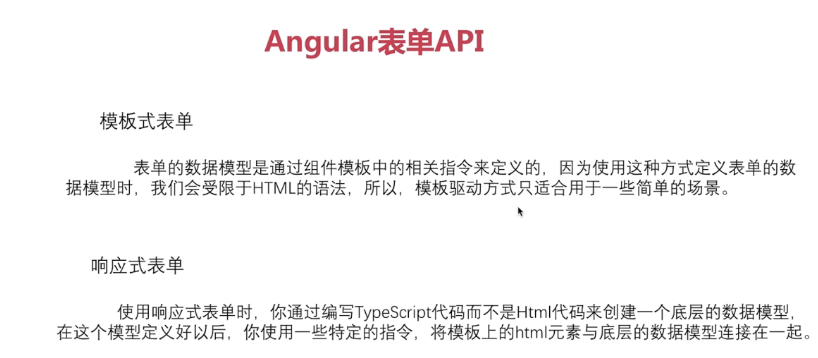 Angular表单API
模板式表单
表单的数据模型是通过组件模板中的相关指令来定义的，因为使用这种方式定义表单的数
据模型时，我们会受限于HTML的语法，所以，模板驱动方式只适合用于一些简单的场景。
响应式表单
使用响应式表单时，你通过编写TypeScript代码而不是Html代码来创建一个底层的数据模型，
在这个模型定义好以后，你使用一些特定的指令，将模板上的html元素与底层的数据模型连接在一起。